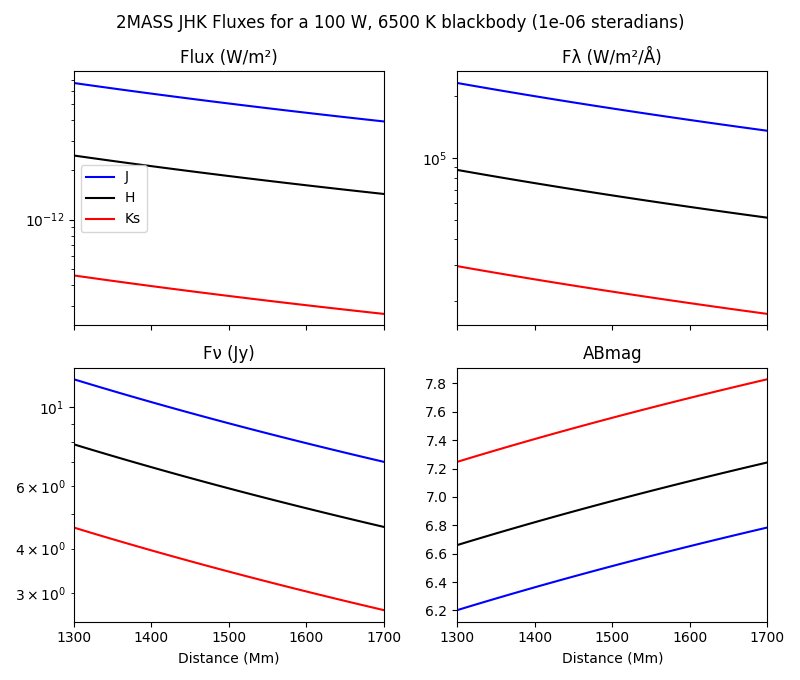 2MASS JHK Fluxes for a 100 W, 6500 K blackbody (1e-06 steradians)
Flux (W/m²)
10⁻¹²
J
H
Ks
Fλ (W/m²/Å)
10⁵
Fν (Jy)
10¹
6 × 10⁰
4 × 10⁰
3 × 10⁰
1300 1400 1500 1600 1700
Distance (Mm)
ABmag
7.8
7.6
7.4
7.2
7.0
6.8
6.6
6.4
6.2
1300 1400 1500 1600 1700
Distance (Mm)